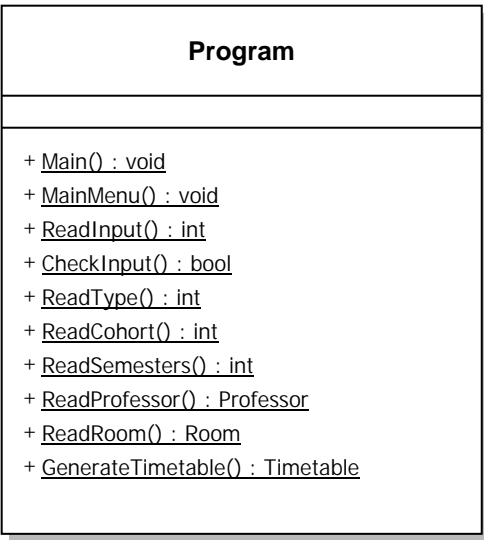 Program
+ Main() : void
+ MainMenu() : void
+ ReadInput() : int
+ CheckInput() : bool
+ ReadType() : int
+ ReadCohort() : int
+ ReadSemesters() : int
+ ReadProfessor() : Professor
+ ReadRoom() : Room
+ GenerateTimetable() : Timetable